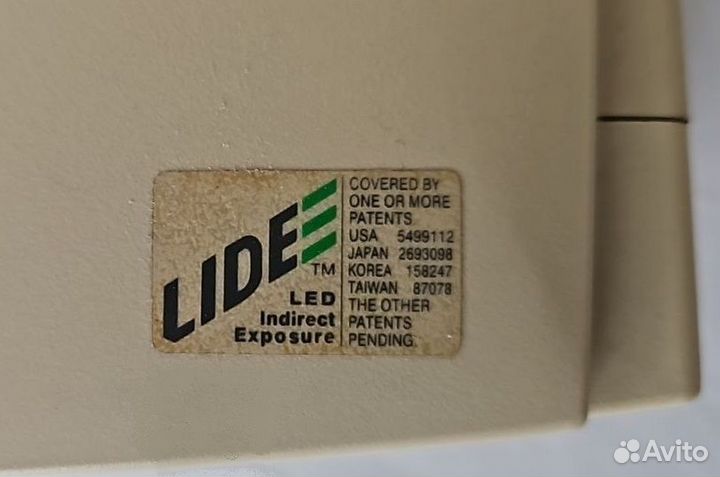 LIDE
TM
LED
Indirect
Exposure
COVERED BY
ONE OR MORE
PATENTS
USA 5499112
JAPAN 2693098
KOREA 158247
TAIWAN 87078
THE OTHER
PATENTS
PENDING.
Avito